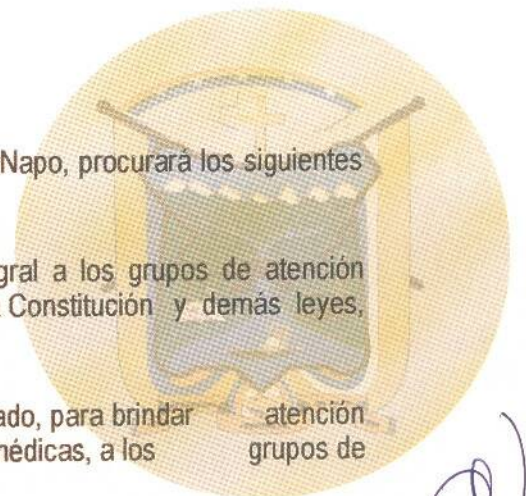 Napo, procurará los siguientes
gral a los grupos de atención
Constitución y demás leyes,
ado, para brindar atención
médicas, a los grupos de